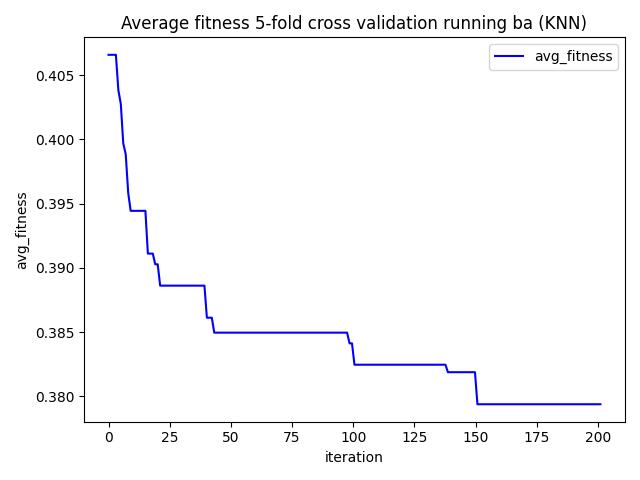 Average fitness 5-fold cross validation running ba (KNN)
avg_fitness
0.405
0.400
0.395
0.390
0.385
0.380
avg_fitness
0 25 50 75 100 125 150 175 200
iteration